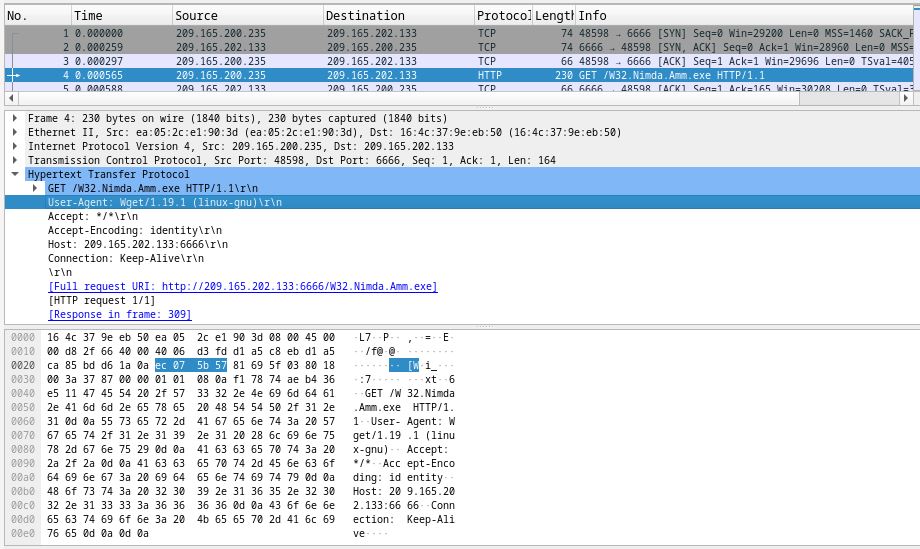 No. Time Source Destination Protocol Length Info
1 0.000000 209.165.200.235 209.165.202.133 TCP 74 48598 → 6666 [SYN] Seq=0 Win=29200 Len=0 MSS=1460 SACK_P
2 0.000259 209.165.202.133 209.165.200.235 TCP 74 6666 → 48598 [SYN, ACK] Seq=0 Ack=1 Win=28960 Len=0 MSS=
3 0.000297 209.165.200.235 209.165.202.133 TCP 66 48598 → 6666 [ACK] Seq=1 Ack=1 Win=29696 Len=0 TSval=405
4 0.000565 209.165.200.235 209.165.202.133 HTTP 230 GET /W32.Nimda.Amm.exe HTTP/1.1
5 0.000588 209.165.202.133 209.165.200.235 TCP 66 6666 → 48598 [ACK] Seq=1 Ack=165 Win=30208 Len=0 TSval=3
Frame 4: 230 bytes on wire (1840 bits), 230 bytes captured (1840 bits)
Ethernet II, Src: ea:05:2c:e1:90:3d (ea:05:2c:e1:90:3d), Dst: 16:4c:37:9e:eb:50 (16:4c:37:9e:eb:50)
Internet Protocol Version 4, Src: 209.165.200.235, Dst: 209.165.202.133
Transmission Control Protocol, Src Port: 48598, Dst Port: 6666, Seq: 1, Ack: 1, Len: 164
Hypertext Transfer Protocol
GET /W32.Nimda.Amm.exe HTTP/1.1\r\n
User-Agent: Wget/1.19.1 (linux-gnu)\r\n
Accept: */*\r\n
Accept-Encoding: identity\r\n
Host: 209.165.202.133:6666\r\n
Connection: Keep-Alive\r\n
\r\n
[Full request URI: http://209.165.202.133:6666/W32.Nimda.Amm.exe]
[HTTP request 1/1]
[Response in frame: 309]
0000 16 4c 37 9e eb 50 ea 05 2c e1 90 3d 08 00 45 00 ·L7··P·· ,··=··E·
0010 00 d8 2f 66 40 00 40 06 d3 fd d1 a5 c8 eb d1 a5 ··/f@·@· ········
0020 ca 85 bd d6 1a 0a ec 07 5b 57 81 69 5f 03 80 18 ········ [W·i_···
0030 00 3a 37 87 00 00 01 01 08 0a f1 78 74 ae b4 36 ·:7····· ···xt··6
0040 e5 11 47 45 54 20 2f 57 33 32 2e 4e 69 6d 64 61 ··GET /W 32.Nimda
0050 2e 41 6d 6d 2e 65 78 65 20 48 54 54 50 2f 31 2e .Amm.exe HTTP/1.
0060 31 0d 0a 55 73 65 72 2d 41 67 65 6e 74 3a 20 57 1··User- Agent: W
0070 67 65 74 2f 31 2e 31 39 2e 31 20 28 6c 69 6e 75 get/1.19 .1 (linu
0080 78 2d 67 6e 75 29 0d 0a 41 63 63 65 70 74 3a 20 x-gnu)·· Accept:
0090 2a 2f 2a 0d 0a 41 63 63 65 70 74 2d 45 6e 63 6f */*··Acc ept-Enco
00a0 64 69 6e 67 3a 20 69 64 65 6e 74 69 74 79 0d 0a ding: id entity··
00b0 48 6f 73 74 3a 20 32 30 39 2e 31 36 35 2e 32 30 Host: 20 9.165.20
00c0 32 2e 31 33 33 3a 36 36 36 36 0d 0a 43 6f 6e 6e 2.133:66 66··Conn
00d0 65 63 74 69 6f 6e 3a 20 4b 65 65 70 2d 41 6c 69 ection: Keep-Ali
00e0 76 65 0d 0a 0d 0a ve····